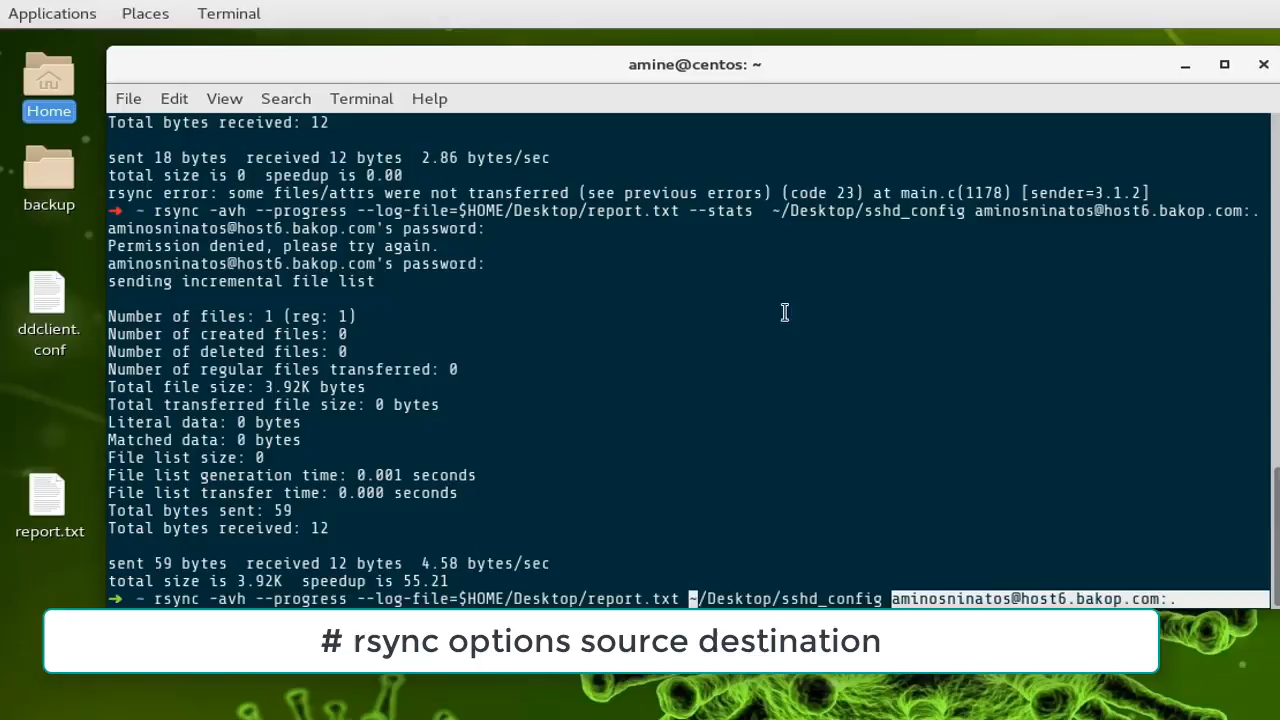 Applications Places Terminal
amine@centos: ~
File Edit View Search Terminal Help
Home
backup
ddclient.
conf
report.txt
Total bytes received: 12
sent 18 bytes  received 12 bytes  2.86 bytes/sec
total size is 0  speedup is 0.00
rsync error: some files/attrs were not transferred (see previous errors) (code 23) at main.c(1178) [sender=3.1.2]
➜ ~ rsync -avh --progress --log-file=$HOME/Desktop/report.txt --stats  ~/Desktop/sshd_config aminosninatos@host6.bakop.com:.
aminosninatos@host6.bakop.com's password:
Permission denied, please try again.
aminosninatos@host6.bakop.com's password:
sending incremental file list
Number of files: 1 (reg: 1)
Number of created files: 0
Number of deleted files: 0
Number of regular files transferred: 0
Total file size: 3.92K bytes
Total transferred file size: 0 bytes
Literal data: 0 bytes
Matched data: 0 bytes
File list size: 0
File list generation time: 0.001 seconds
File list transfer time: 0.000 seconds
Total bytes sent: 59
Total bytes received: 12
sent 59 bytes  received 12 bytes  4.58 bytes/sec
total size is 3.92K  speedup is 55.21
➜ ~ rsync -avh --progress --log-file=$HOME/Desktop/report.txt ~/Desktop/sshd_config aminosninatos@host6.bakop.com:.
# rsync options source destination